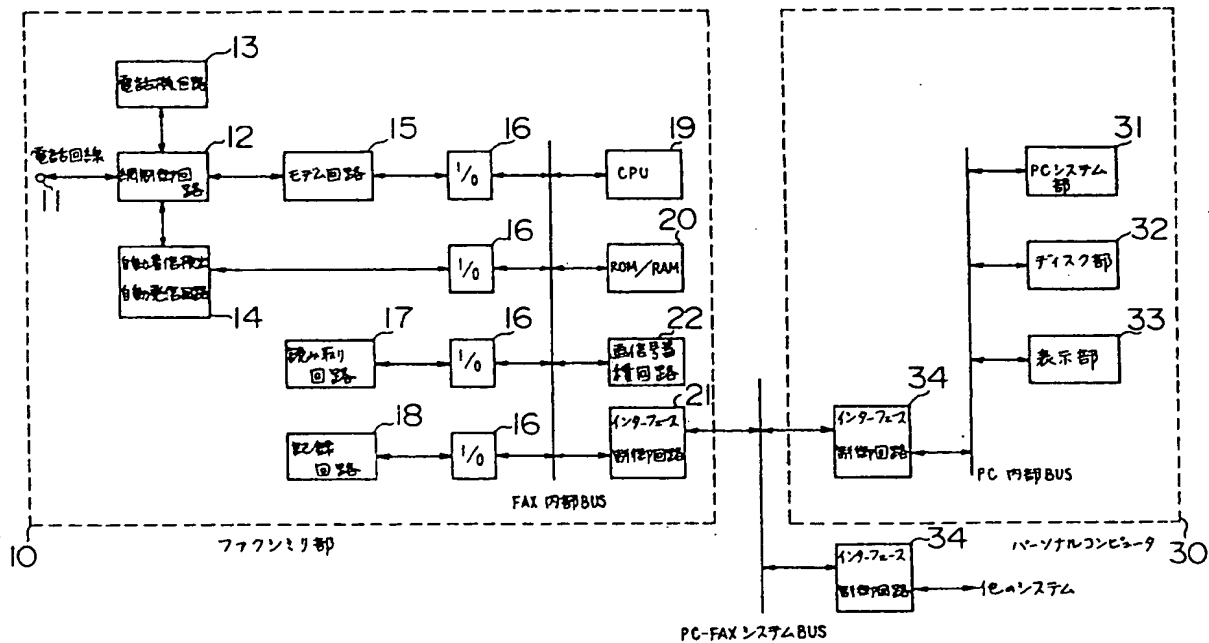 13
電話機回路
12
15
16
19
31
電話回線
網制御回
路
モデム回路
I/O
CPU
PCシステム
部
11
16
20
32
自動着信検出
自動発信回路
I/O
ROM/RAM
ディスク部
14
17
16
22
33
読み取り
回路
I/O
画信号蓄
積回路
表示部
21
34
18
16
インターフェース
制御回路
インターフェース
制御回路
記録
回路
I/O
FAX 内部BUS
PC 内部BUS
10
ファクシミリ部
34
パーソナルコンピュータ
30
インターフェース
制御回路
他のシステム
PC-FAX システムBUS